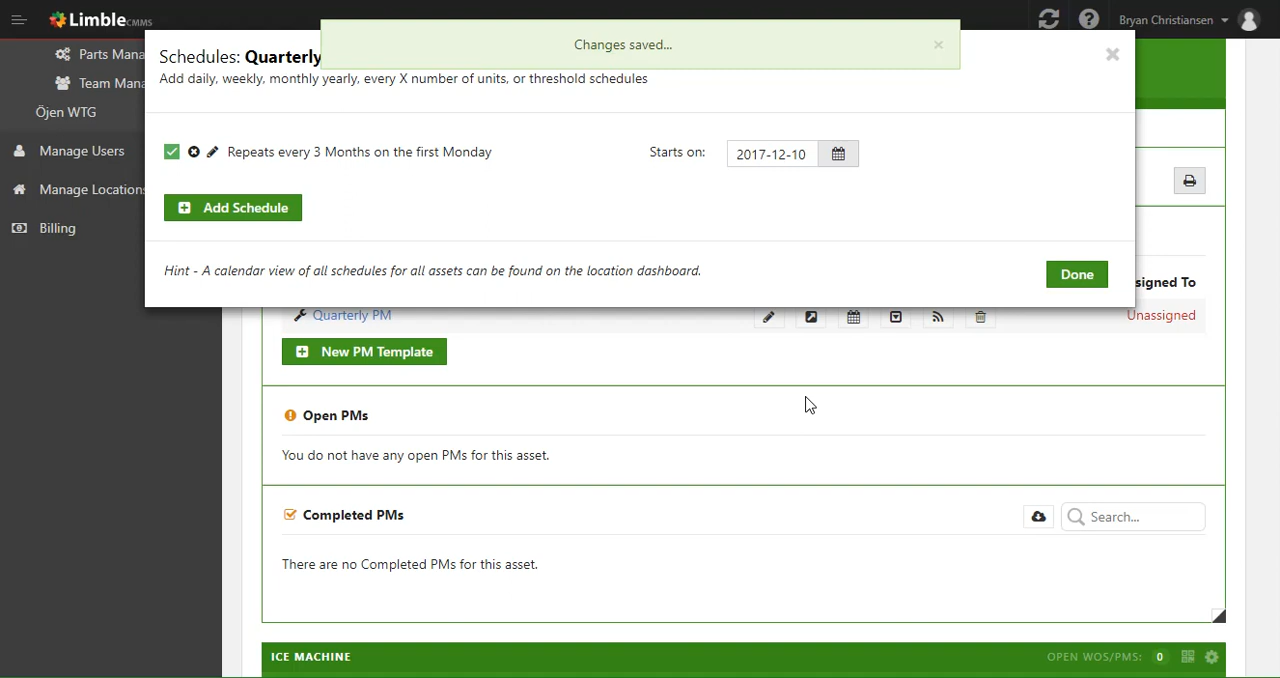 LimbleCMMS
Bryan Christiansen
Changes saved...
Schedules: Quarterly
Add daily, weekly, monthly yearly, every X number of units, or threshold schedules
Parts Mana
Team Mana
Öjen WTG
Manage Users
Manage Locations
Billing
Repeats every 3 Months on the first Monday
Starts on:
2017-12-10
Add Schedule
Hint - A calendar view of all schedules for all assets can be found on the location dashboard.
Done
signed To
Quarterly PM
Unassigned
New PM Template
Open PMs
You do not have any open PMs for this asset.
Completed PMs
Search...
There are no Completed PMs for this asset.
ICE MACHINE
OPEN WOS/PMS: 0